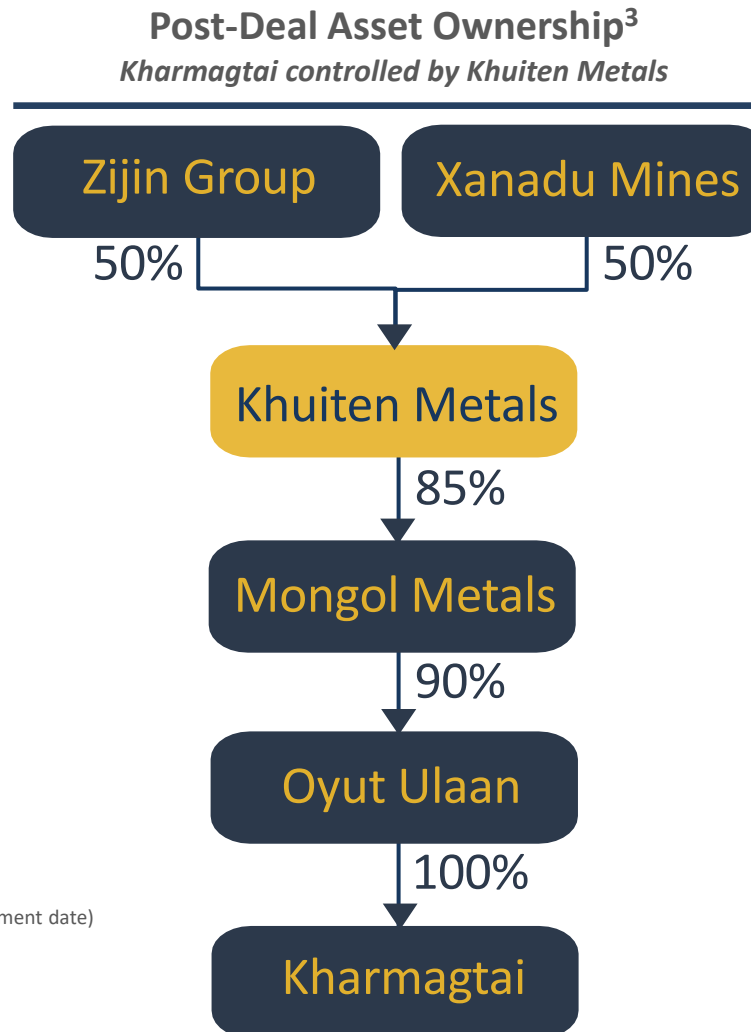 Post-Deal Asset Ownership³
Kharmagtai controlled by Khuiten Metals
Zijin Group
Xanadu Mines
50%
50%
Khuiten Metals
85%
Mongol Metals
90%
Oyut Ulaan
100%
ment date)
Kharmagtai